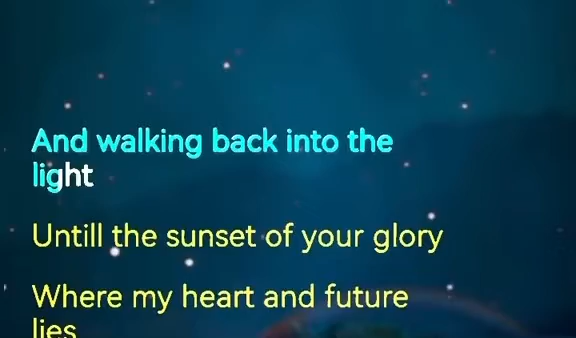 And walking back into the
light
Untill the sunset of your glory
Where my heart and future
lies